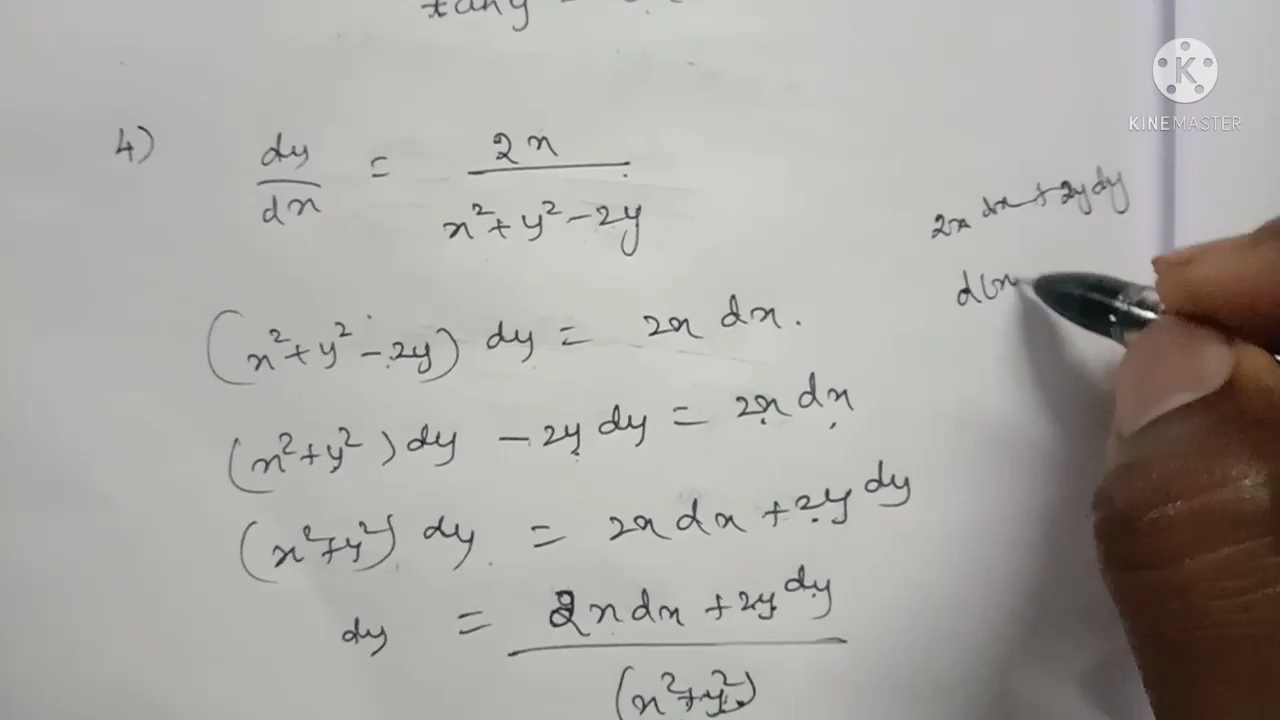 tan y =
4) dy/dx = 2x/(x²+y²-2y)
2x dx + 2y dy
d(x
(x²+y²-2y) dy = 2x dx.
(x²+y²) dy - 2y dy = 2x dx
(x²+y²) dy = 2x dx + 2y dy
dy = (2x dx + 2y dy)/(x²+y²)
K
KINEMASTER